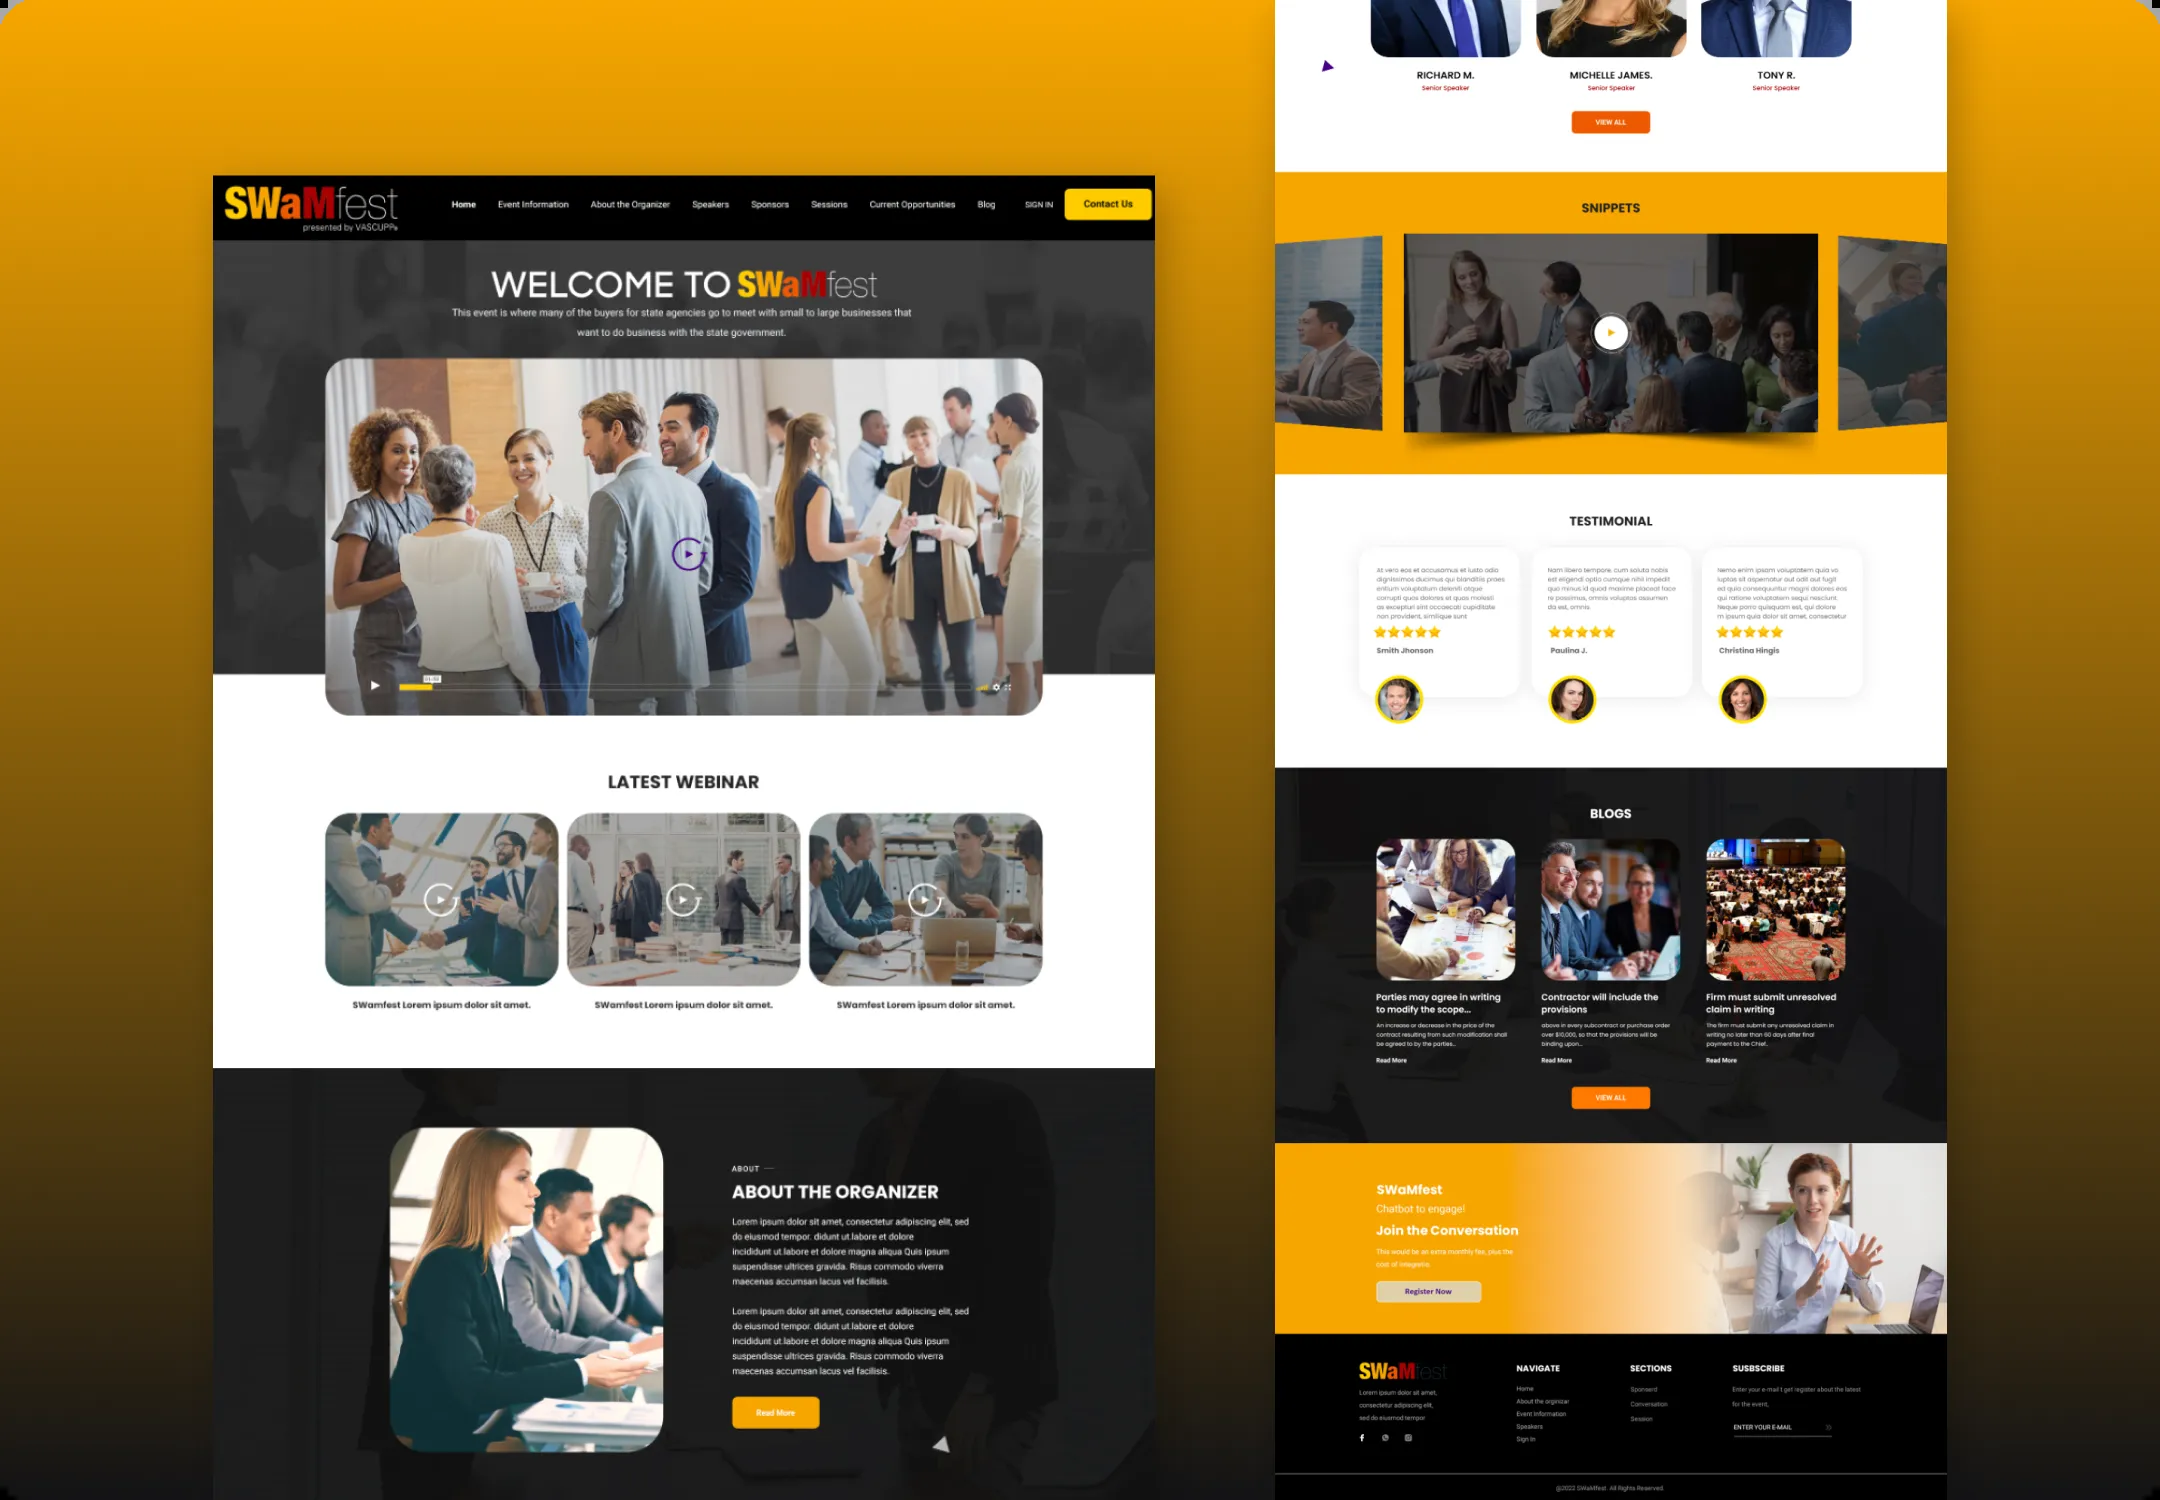 SWaMfest
presented by VASCUPP
Home Event Information About the Organizer Speakers Sponsors Sessions Current Opportunities Blog SIGN IN Contact Us
WELCOME TO SWaMfest
This event is where many of the buyers for state agencies go to meet with small to large businesses that
want to do business with the state government.
LATEST WEBINAR
SWamfest Lorem ipsum dolor sit amet.
SWamfest Lorem ipsum dolor sit amet.
SWamfest Lorem ipsum dolor sit amet.
ABOUT
ABOUT THE ORGANIZER
Lorem ipsum dolor sit amet, consectetur adipiscing elit, sed
do eiusmod tempor. didunt ut.labore et dolore
incididunt ut.labore et dolore magna aliqua Quis ipsum
suspendisse ultrices gravida. Risus commodo viverra
maecenas accumsan lacus vel facilisis.
Lorem ipsum dolor sit amet, consectetur adipiscing elit, sed
do eiusmod tempor. didunt ut.labore et dolore
incididunt ut.labore et dolore magna aliqua Quis ipsum
suspendisse ultrices gravida. Risus commodo viverra
maecenas accumsan lacus vel facilisis.
Read More
RICHARD M.
Senior Speaker
MICHELLE JAMES.
Senior Speaker
TONY R.
Senior Speaker
VIEW ALL
SNIPPETS
TESTIMONIAL
At vero eos et accusamus et iusto odio
dignissimos ducimus qui blanditiis praes
entium voluptatum deleniti atque
corrupti quos dolores et quas molesti
as excepturi sint occaecati cupiditate
non provident, similique sunt
Smith Jhonson
Nam libero tempore, cum soluta nobis
est eligendi optio cumque nihil impedit
quo minus id quod maxime placeat face
re possimus, omnis voluptas assumen
da est, omnis.
Paulina J.
Nemo enim ipsam voluptatem quia vo
luptas sit aspernatur aut odit aut fugit
ed quia consequuntur magni dolores eos
qui ratione voluptatem sequi nesciunt.
Neque porro quisquam est, qui dolore
m ipsum quia dolor sit amet, consectetur
Christina Hingis
BLOGS
Parties may agree in writing
to modify the scope...
An increase or decrease in the price of the
contract resulting from such modification shall
be agreed to by the parties...
Read More
Contractor will include the
provisions
above in every subcontract or purchase order
over $10,000, so that the provisions will be
binding upon...
Read More
Firm must submit unresolved
claim in writing
The firm must submit any unresolved claim in
writing no later than 60 days after final
payment to the Chief..
Read More
VIEW ALL
SWaMfest
Chatbot to engage!
Join the Conversation
This would be an extra monthly fee, plus the
cost of integratio.
Register Now
SWaMfest
Lorem ipsum dolor sit amet,
consectetur adipiscing elit,
sed do eiusmod tempor
NAVIGATE
Home
About the orginizar
Event Information
Speakers
Sign In
SECTIONS
Sponserd
Conversation
Session
SUSBSCRIBE
Enter your e-mail t get register about the latest
for the event,
ENTER YOUR E-MAIL
@2022 SWaMfest. All Rights Reserved.